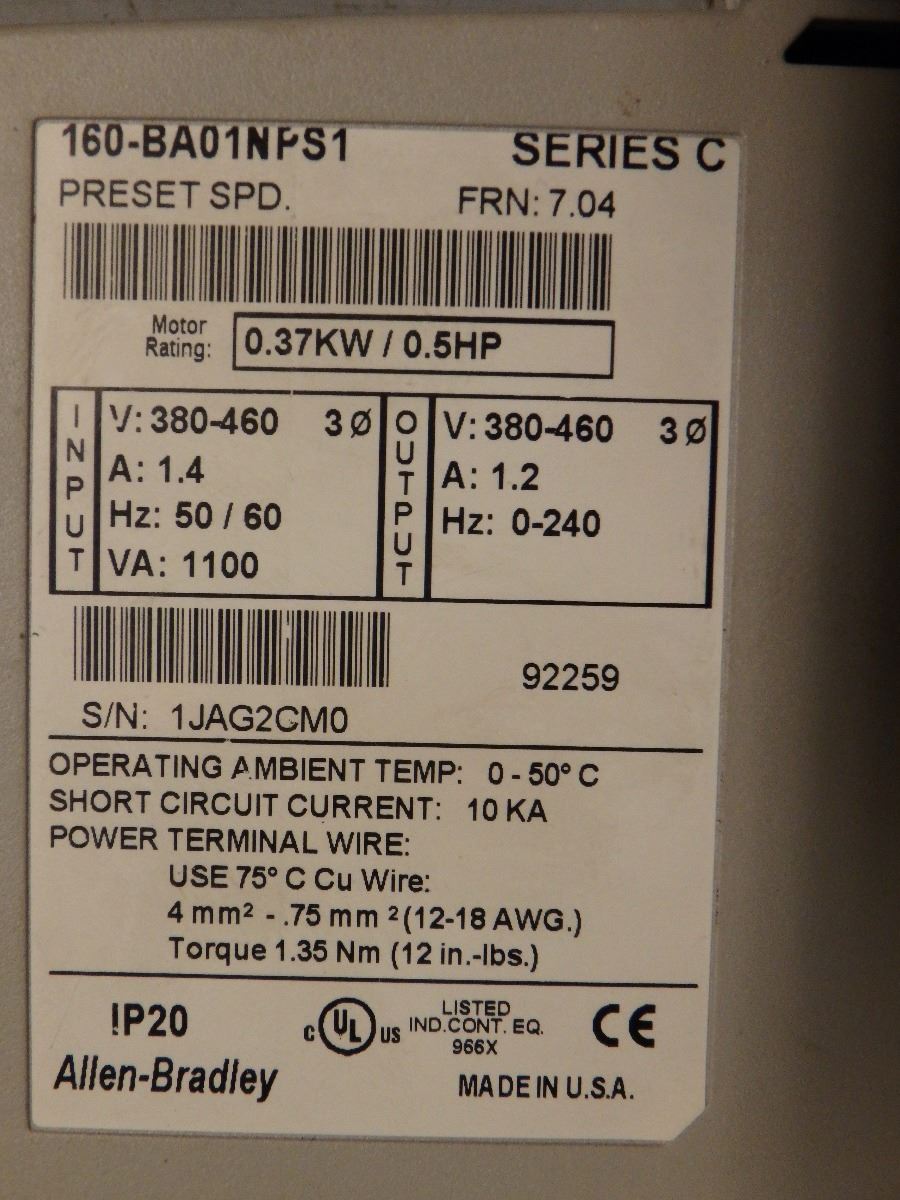 160-BA01NPS1 SERIES C
PRESET SPD. FRN: 7.04
Motor
Rating: 0.37KW / 0.5HP
INPUT
V: 380-460 3Ø
A: 1.4
Hz: 50 / 60
VA: 1100
OUTPUT
V: 380-460 3Ø
A: 1.2
Hz: 0-240
92259
S/N: 1JAG2CM0
OPERATING AMBIENT TEMP: 0 - 50° C
SHORT CIRCUIT CURRENT: 10 KA
POWER TERMINAL WIRE:
USE 75° C Cu Wire:
4 mm² - .75 mm ² (12-18 AWG.)
Torque 1.35 Nm (12 in.-lbs.)
IP20
C UL US
LISTED
IND.CONT. EQ.
966X
CE
Allen-Bradley
MADE IN U.S.A.